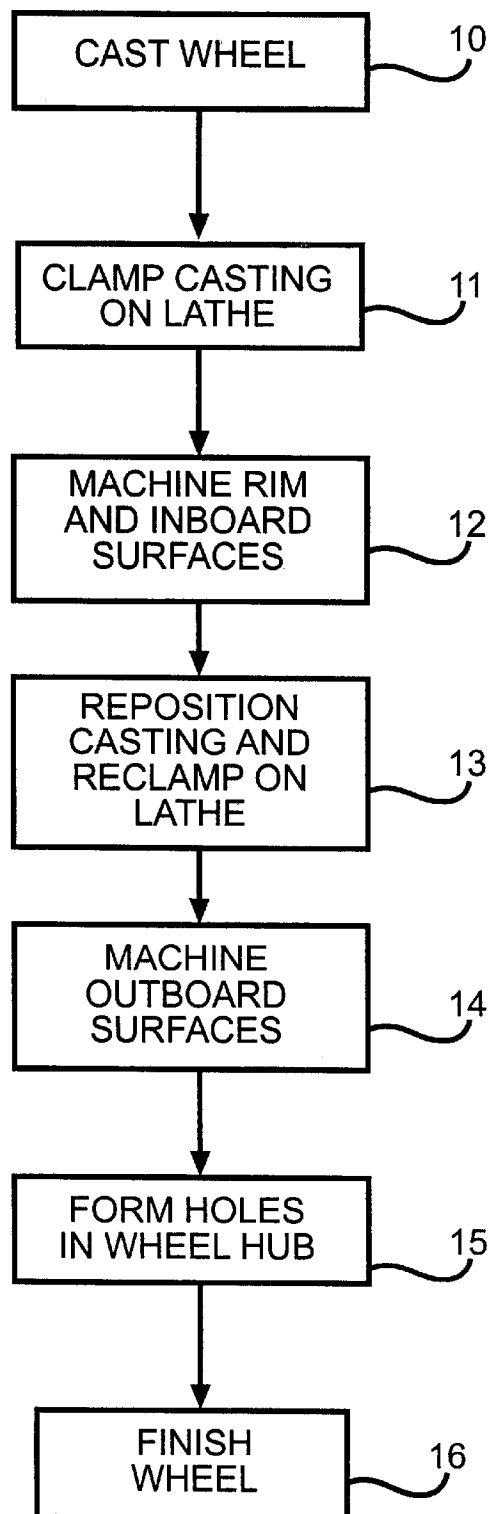 CAST WHEEL
10
CLAMP CASTING
ON LATHE
11
MACHINE RIM
AND INBOARD
SURFACES
12
REPOSITION
CASTING AND
RECLAMP ON
LATHE
13
MACHINE
OUTBOARD
SURFACES
14
FORM HOLES
IN WHEEL HUB
15
FINISH
WHEEL
16